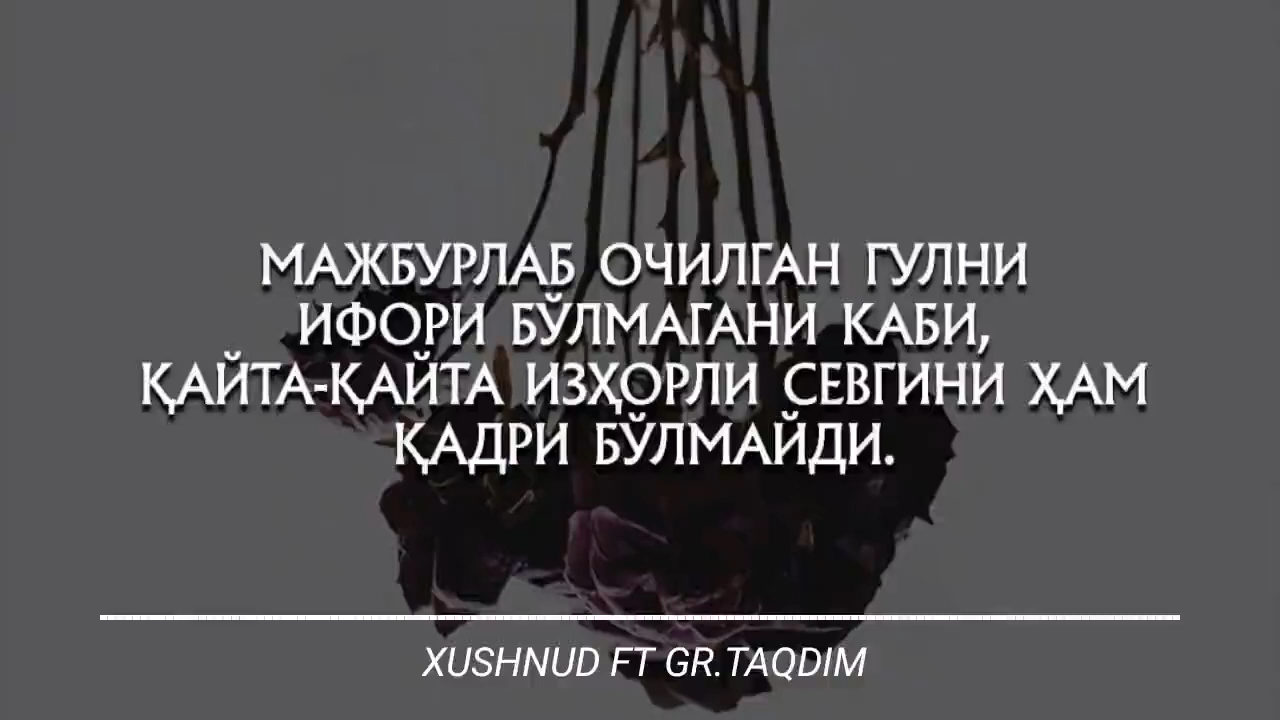 МАЖБУРЛАБ ОЧИЛГАН ГУЛНИ
ИФОРИ БЎЛМАГАНИ КАБИ,
ҚАЙТА-ҚАЙТА ИЗҲОРЛИ СЕВГИНИ ҲАМ
ҚАДРИ БЎЛМАЙДИ.
XUSHNUD FT GR.TAQDIM